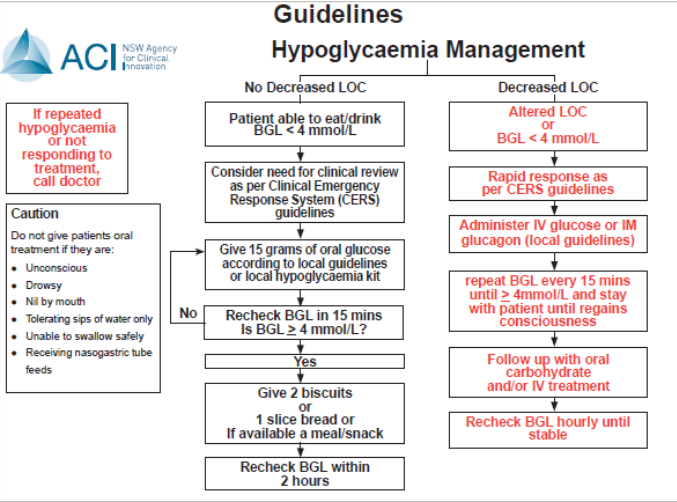 Guidelines
ACI NSW Agency
for Clinical
Innovation
Hypoglycaemia Management
No Decreased LOC
Decreased LOC
If repeated
hypoglycaemia
or not
responding to
treatment,
call doctor
Caution
Do not give patients oral
treatment if they are:
● Unconscious
● Drowsy
● Nil by mouth
● Tolerating sips of water only
● Unable to swallow safely
● Receiving nasogastric tube
feeds
Patient able to eat/drink
BGL < 4 mmol/L
Consider need for clinical review
as per Clinical Emergency
Response System (CERS)
guidelines
Give 15 grams of oral glucose
according to local guidelines
or local hypoglycaemia kit
No
Recheck BGL in 15 mins
Is BGL ≥ 4 mmol/L?
Yes
Give 2 biscuits
or
1 slice bread or
If available a meal/snack
Recheck BGL within
2 hours
Altered LOC
or
BGL < 4 mmol/L
Rapid response as
per CERS guidelines
Administer IV glucose or IM
glucagon (local guidelines)
repeat BGL every 15 mins
until ≥ 4mmol/L and stay
with patient until regains
consciousness
Follow up with oral
carbohydrate
and/or IV treatment
Recheck BGL hourly until
stable